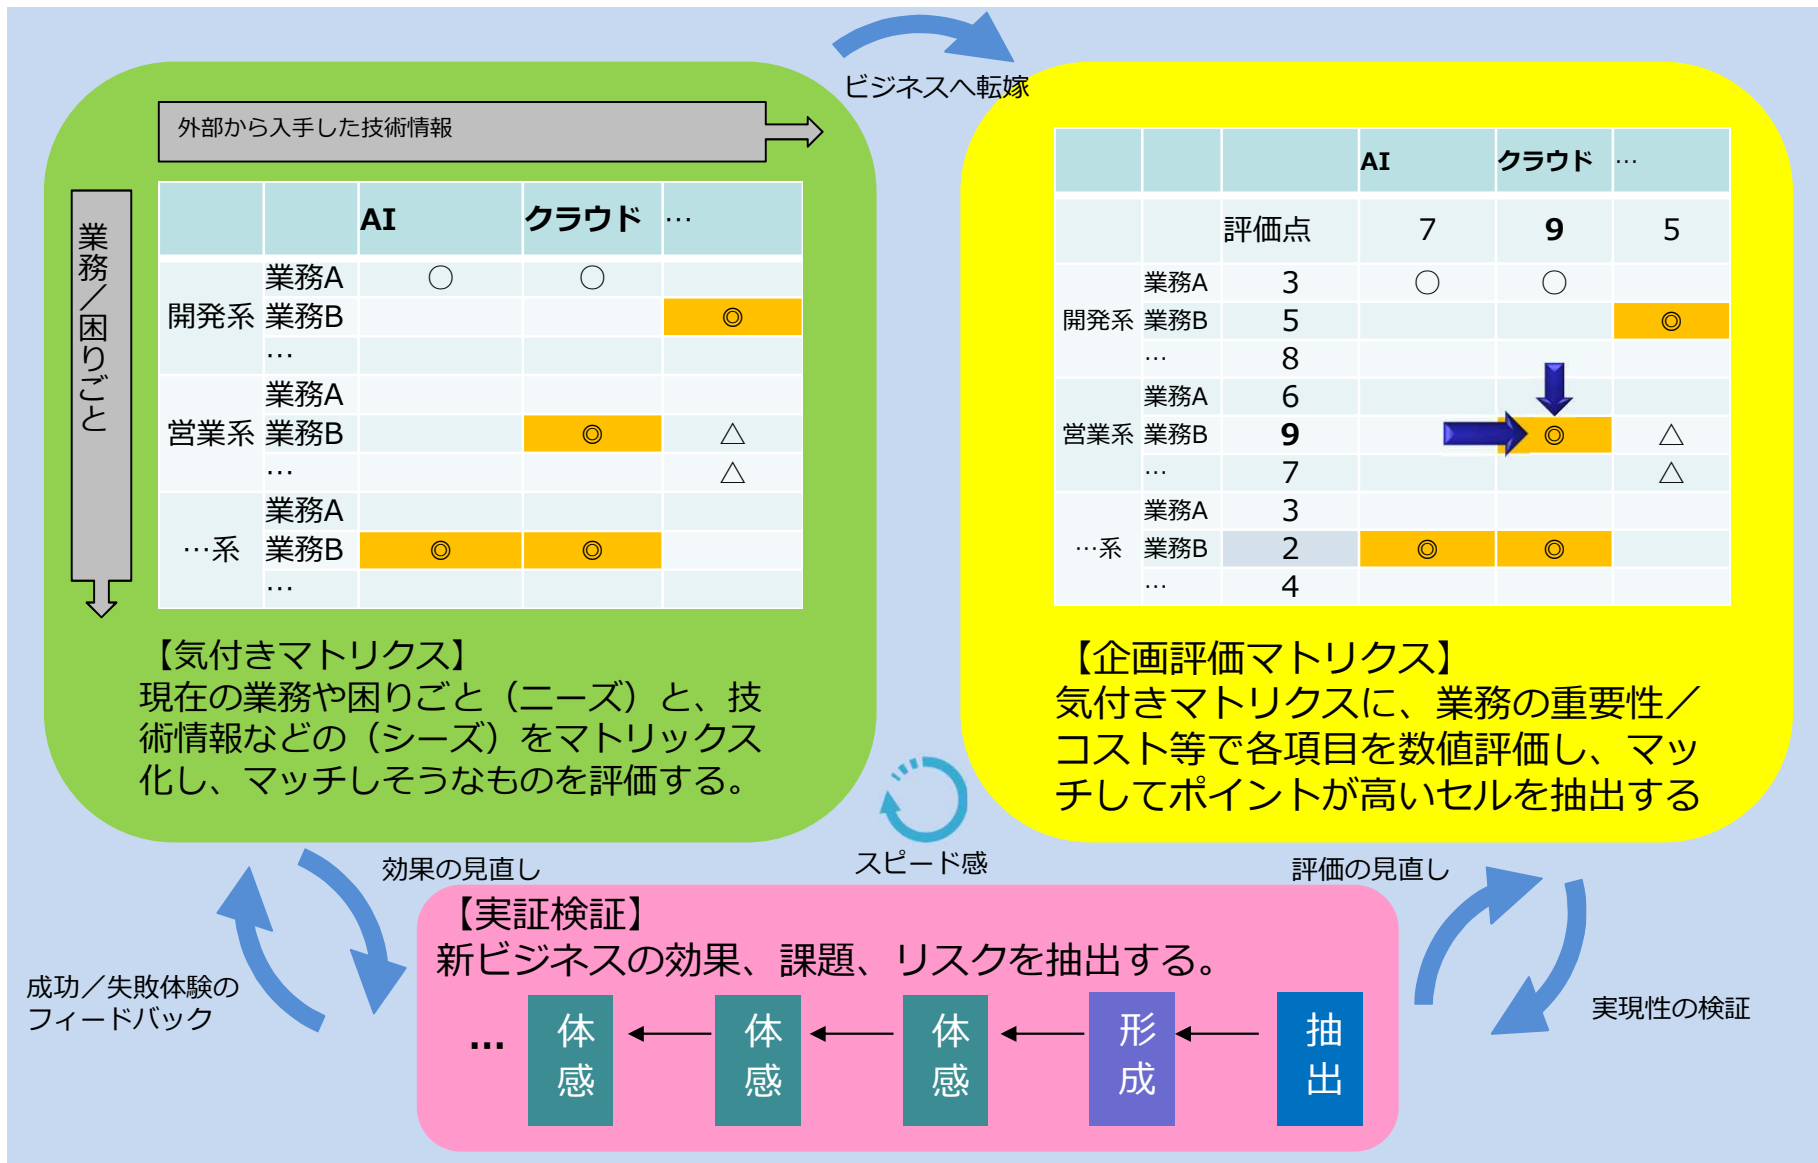 ビジネスへ転嫁
外部から入手した技術情報
業務／困りごと
AI クラウド …
開発系 業務A ○ ○
業務B ◎
…
営業系 業務A
業務B ◎ △
… △
…系 業務A
業務B ◎ ◎
…
【気付きマトリクス】
現在の業務や困りごと（ニーズ）と、技
術情報などの（シーズ）をマトリックス
化し、マッチしそうなものを評価する。
AI クラウド …
評価点 7 9 5
開発系 業務A 3 ○ ○
業務B 5 ◎
… 8
営業系 業務A 6
業務B 9 ◎ △
… 7 △
…系 業務A 3
業務B 2 ◎ ◎
… 4
【企画評価マトリクス】
気付きマトリクスに、業務の重要性／
コスト等で各項目を数値評価し、マッ
チしてポイントが高いセルを抽出する
スピード感
効果の見直し
評価の見直し
成功／失敗体験の
フィードバック
実現性の検証
【実証検証】
新ビジネスの効果、課題、リスクを抽出する。
… 体感 体感 体感 形成 抽出